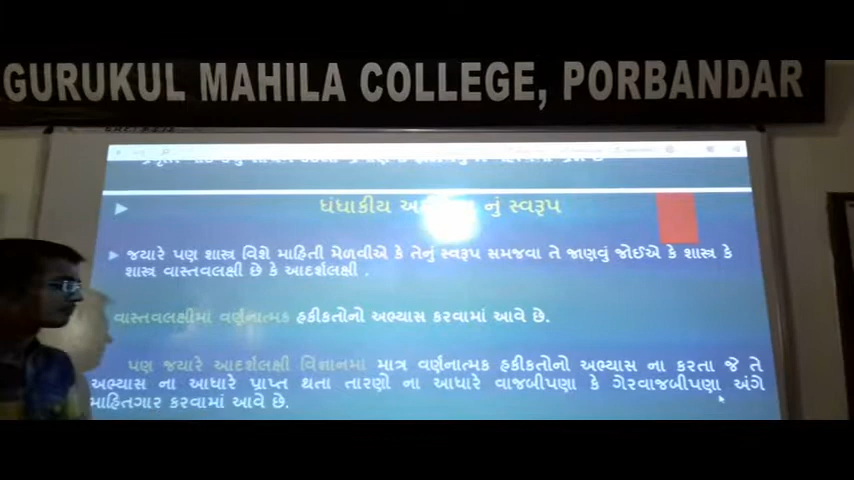 GURUKUL MAHILA COLLEGE, PORBANDAR
ધંધાકીય નું સ્વરૂપ
જયારે પણ શાસ્ત્ર વિશે માહિતી મેળવીએ કે તેનું સ્વરૂપ સમજવા તે જાણવું જોઈએ કે શાસ્ત્ર કે
શાસ્ત્ર વાસ્તવલક્ષી છે કે આદર્શલક્ષી .
વાસ્તવલક્ષીમાં વર્ણનાત્મક હકીકતોનો અભ્યાસ કરવામાં આવે છે.
પણ જયારે આદર્શલક્ષી વિજ્ઞાનમાં માત્ર વર્ણનાત્મક હકીકતોનો અભ્યાસ ના કરતા જે તે
અભ્યાસ ના આધારે પ્રાપ્ત થતા તારણો ના આધારે વાજબીપણા કે ગેરવાજબીપણા અંગે
માહિતગાર કરવામાં આવે છે.